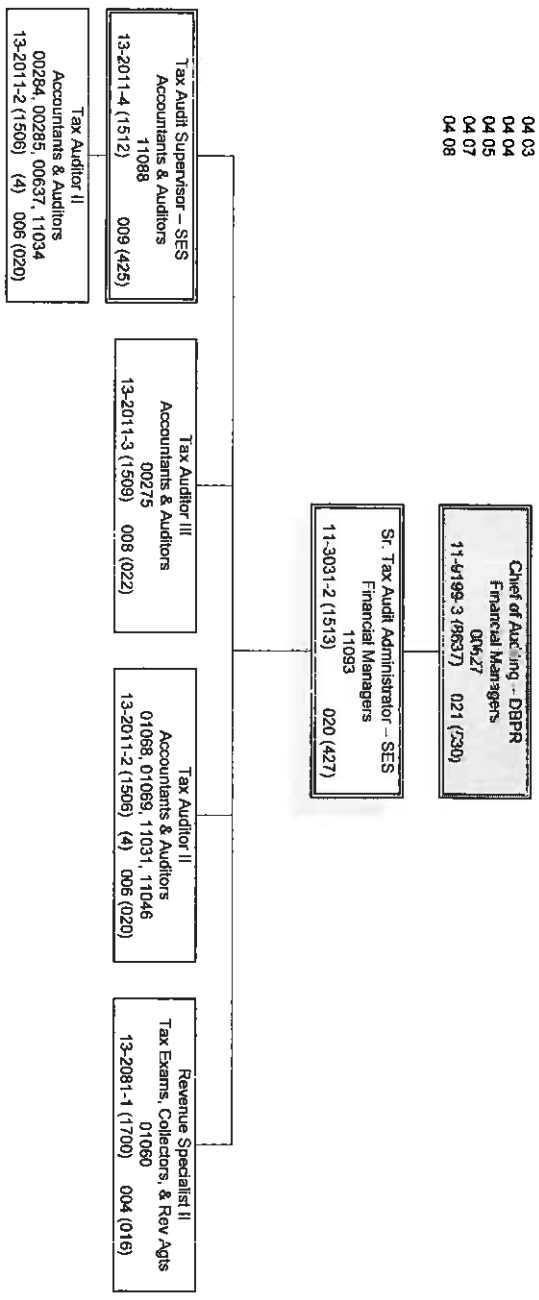 04 03
04 04
04 05
04 07
04 08
Chief of Auditing – DBPR
Financial Managers
00627
11-9199-3 (8637) 021 (530)
Sr. Tax Audit Administrator – SES
Financial Managers
11093
11-3031-2 (1513) 020 (427)
Tax Audit Supervisor – SES
Accountants & Auditors
11088
13-2011-4 (1512) 009 (425)
Tax Auditor III
Accountants & Auditors
00275
13-2011-3 (1509) 008 (022)
Tax Auditor II
Accountants & Auditors
01068, 01069, 11031, 11046
13-2011-2 (1506) (4) 006 (020)
Revenue Specialist II
Tax Exams, Collectors, & Rev Agts
01060
13-2081-1 (1700) 004 (016)
Tax Auditor II
Accountants & Auditors
00284, 00285, 00637, 11034
13-2011-2 (1506) (4) 006 (020)